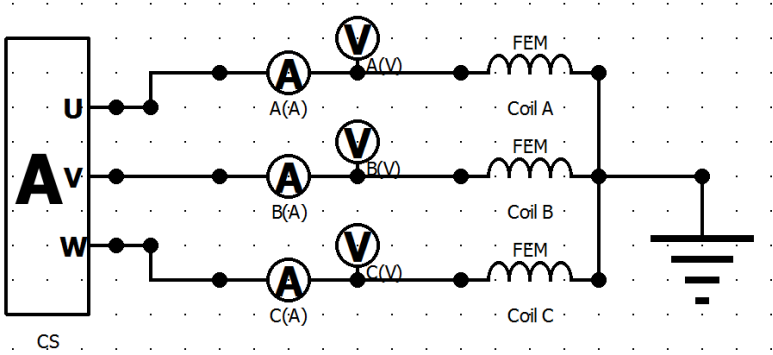 V
FEM
A
A(V)
U
A(A)
Coil A
V
FEM
A
V
A
B(V)
B(A)
Coil B
V
FEM
W
A
C(V)
C(A)
Coil C
CS